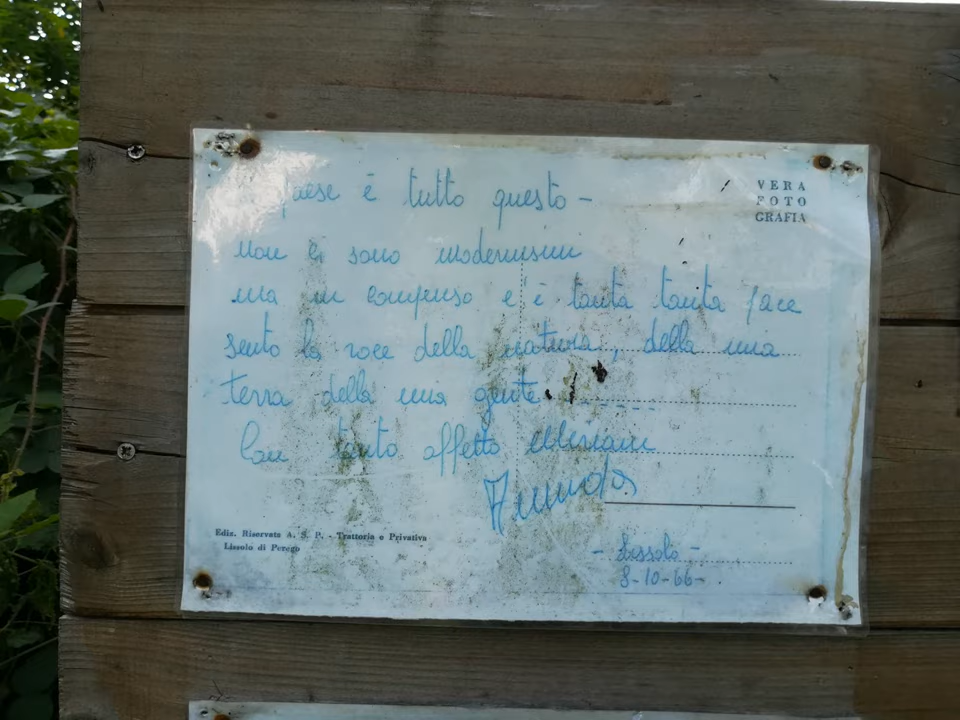 paese è tutto questo -
non ci sono modernismi
ma in compenso c'è tanta tanta pace
sento la voce della natura, della mia
terra della mia gente.
Con tanto affetto
VERA
FOTO
GRAFIA
Ediz. Riservata A. S. P. - Trattoria e Privativa
Lissolo di Perego
- Lissolo -
8-10-66-.